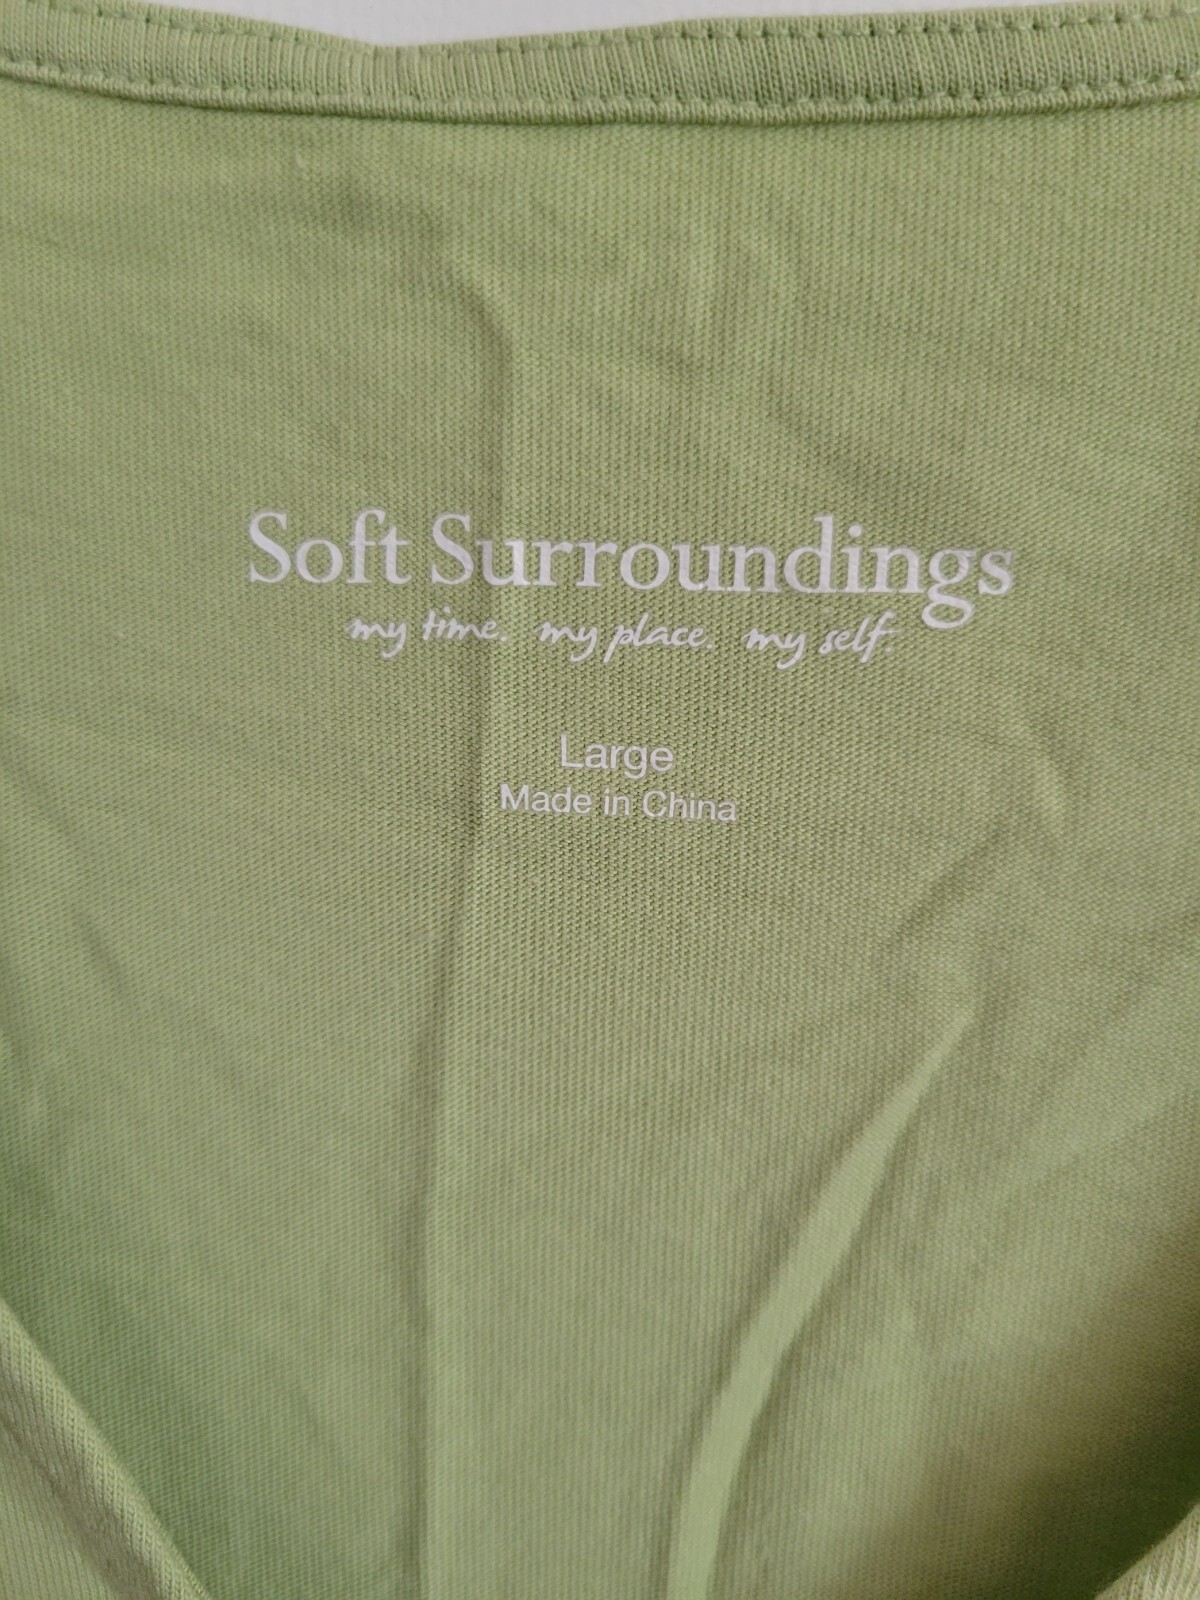 Soft Surroundings
my time. my place. my self.
Large
Made in China